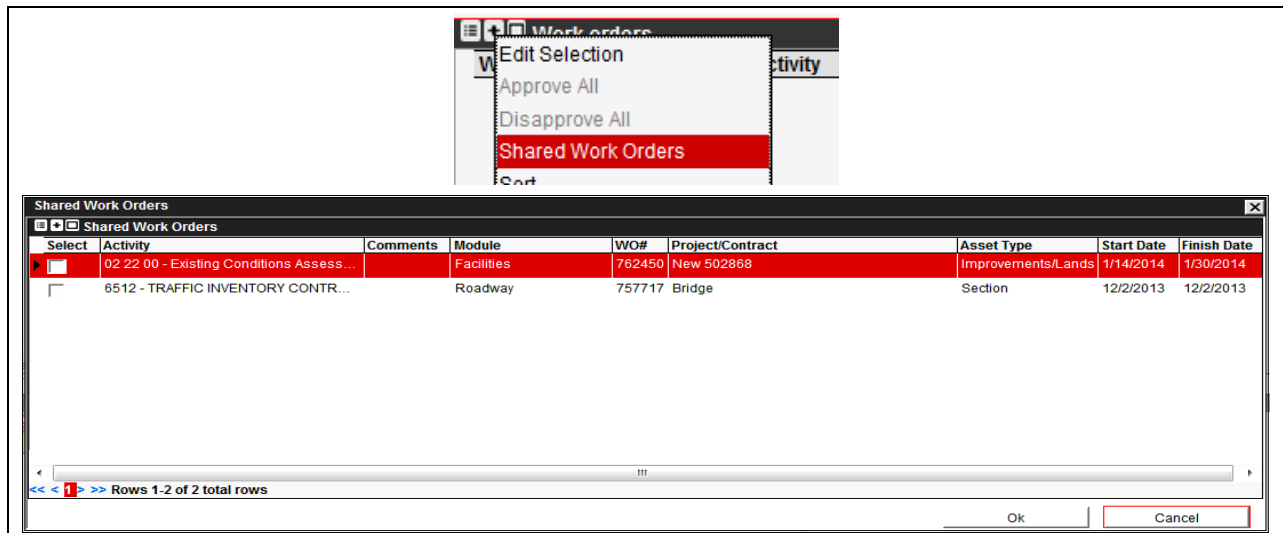 Work orders
Edit Selection
W
ctivity
Approve All
Disapprove All
Shared Work Orders
Sort
Shared Work Orders
Shared Work Orders
Select Activity Comments Module WO# Project/Contract Asset Type Start Date Finish Date
02 22 00 - Existing Conditions Assess... Facilities 762450 New 502868 Improvements/Lands 1/14/2014 1/30/2014
6512 - TRAFFIC INVENTORY CONTR... Roadway 757717 Bridge Section 12/2/2013 12/2/2013
<< < 1 > >> Rows 1-2 of 2 total rows
Ok Cancel